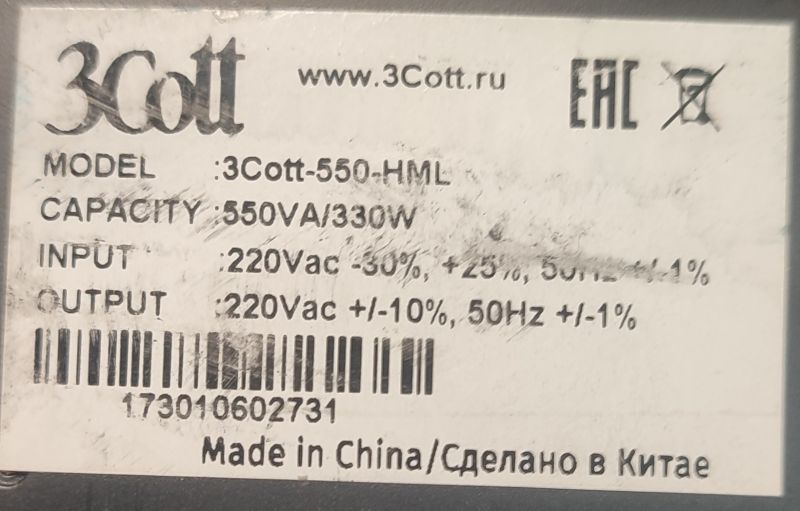 3Cott www.3Cott.ru EAC
MODEL :3Cott-550-HML
CAPACITY :550VA/330W
INPUT :220Vac -30%, +25%, 50Hz +/-1%
OUTPUT :220Vac +/-10%, 50Hz +/-1%
173010602731
Made in China/Сделано в Китае